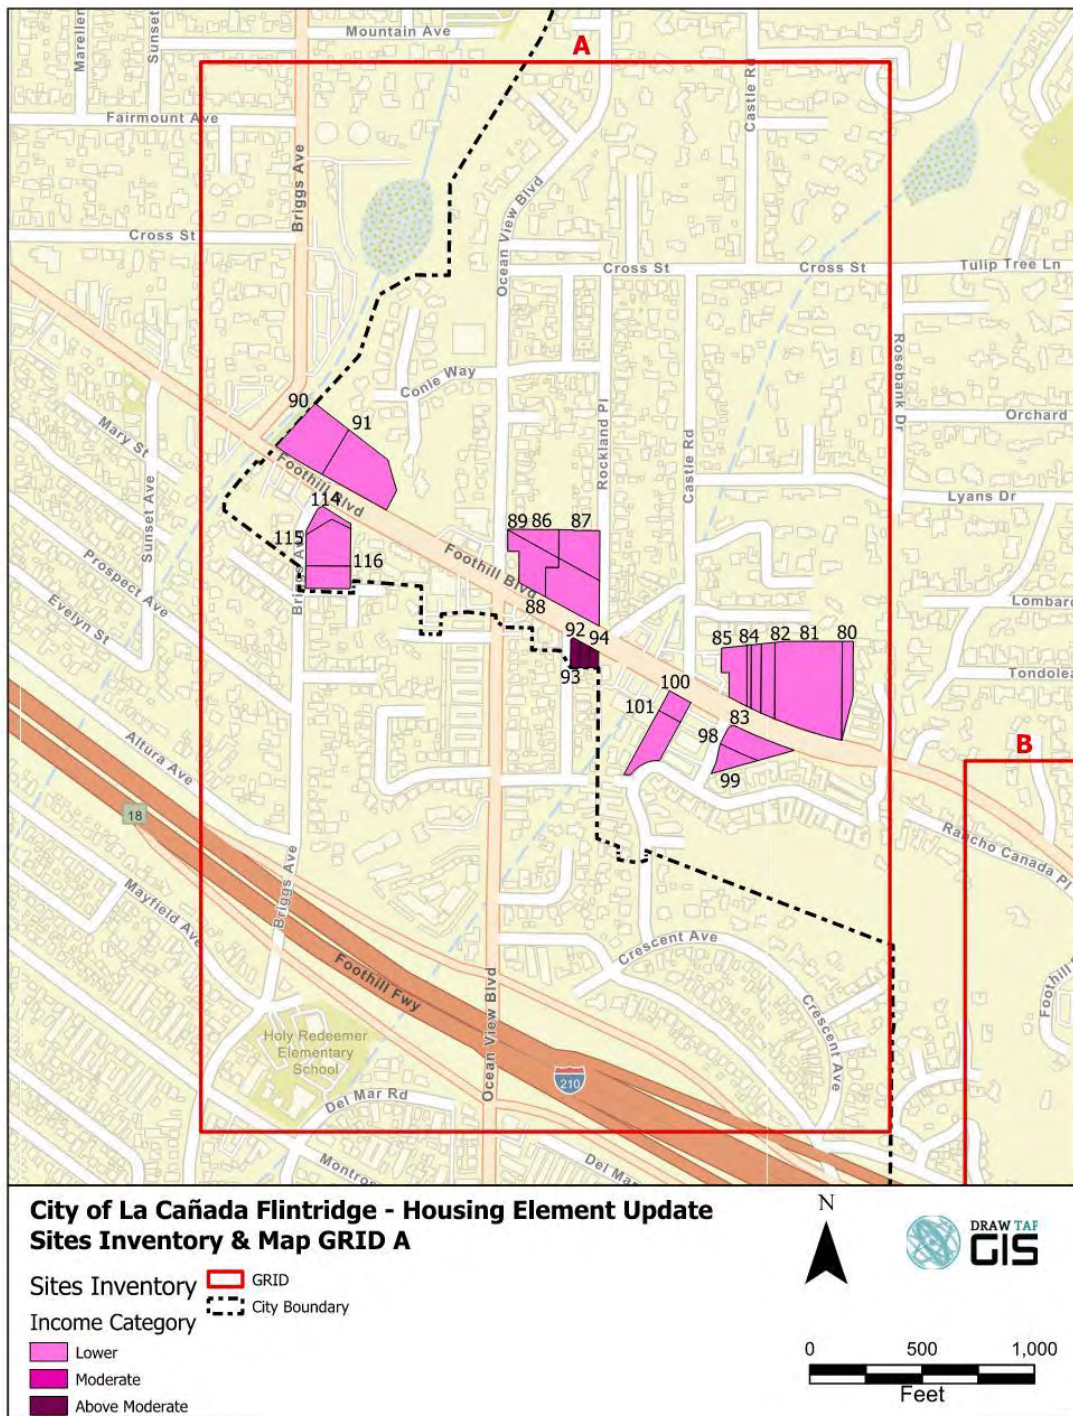 Marellen
Sunset
Mountain Ave
A
Castle Rd
Fairmount Ave
Briggs Ave
Ocean View Blvd
Cross St
Cross St
Cross St
Tulip Tree Ln
Rosebank Dr
Conle Way
Rockland Pl
Castle Rd
Orchard
90
91
Mary St
Foothill Blvd
Lyans Dr
Sunset Ave
114
115
116
89 86 87
Foothill Blvd
88
Prospect Ave
Evelyn St
Lombard
92 94
93
85 84 82 81 80
Tondolea
100
101
83
98
99
B
Altura Ave
18
Rancho Canada Pl
Briggs Ave
Mayfield Ave
Foothill Fwy
Crescent Ave
Crescent Ave
Ocean View Blvd
Foothill
Holy Redeemer
Elementary
School
210
Del Mar Rd
Montro
Del Mar
City of La Cañada Flintridge - Housing Element Update
Sites Inventory & Map GRID A
Sites Inventory
GRID
City Boundary
Income Category
Lower
Moderate
Above Moderate
N
DRAW TAP
GIS
0 500 1,000
Feet